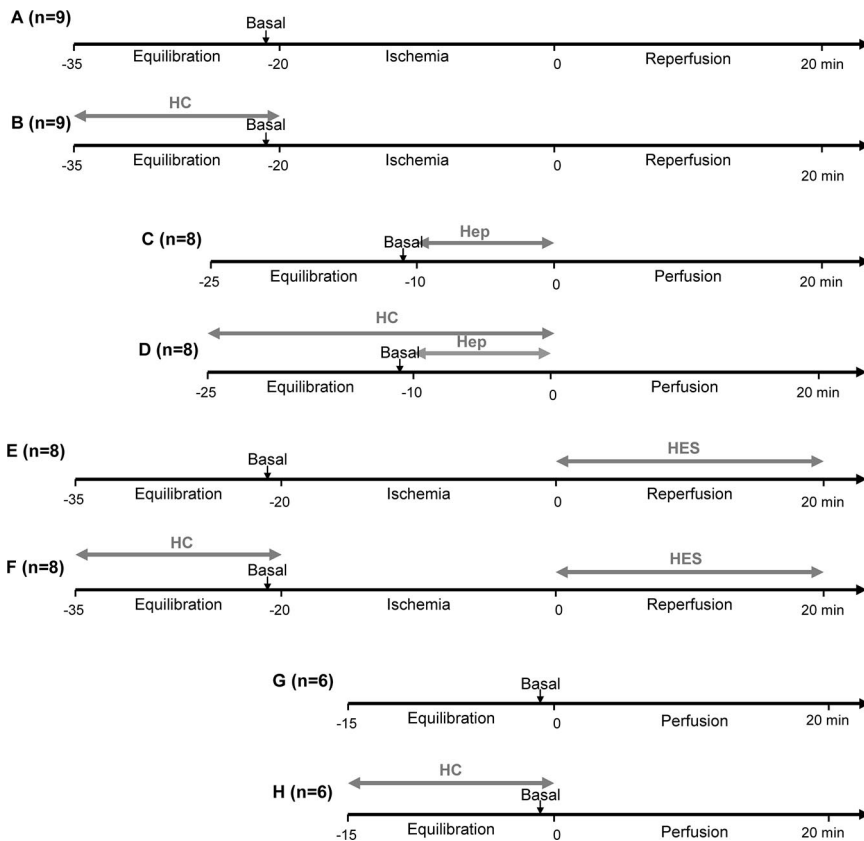 A (n=9)
Basal
-35 Equilibration -20 Ischemia 0 Reperfusion 20 min
HC
B (n=9)
Basal
-35 Equilibration -20 Ischemia 0 Reperfusion 20 min
C (n=8)
Basal Hep
-25 Equilibration -10 0 Perfusion 20 min
HC
D (n=8)
Basal Hep
-25 Equilibration -10 0 Perfusion 20 min
E (n=8)
Basal HES
-35 Equilibration -20 Ischemia 0 Reperfusion 20 min
HC
F (n=8)
Basal HES
-35 Equilibration -20 Ischemia 0 Reperfusion 20 min
G (n=6)
Basal
-15 Equilibration 0 Perfusion 20 min
HC
H (n=6)
Basal
-15 Equilibration 0 Perfusion 20 min